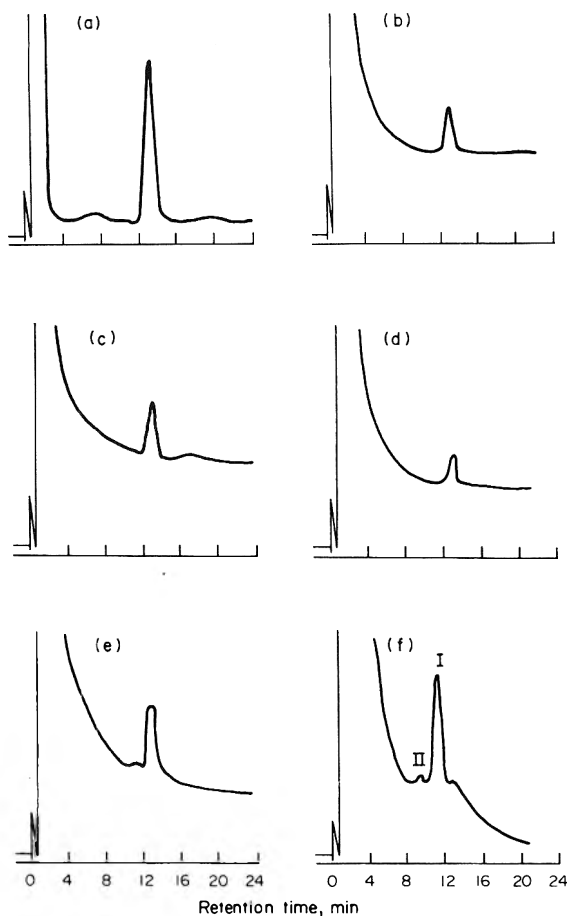 (a)
(b)
(c)
(d)
(e)
(f)
I
II
0 4 8 12 16 20 24 0 4 8 12 16 20 24
Retention time, min